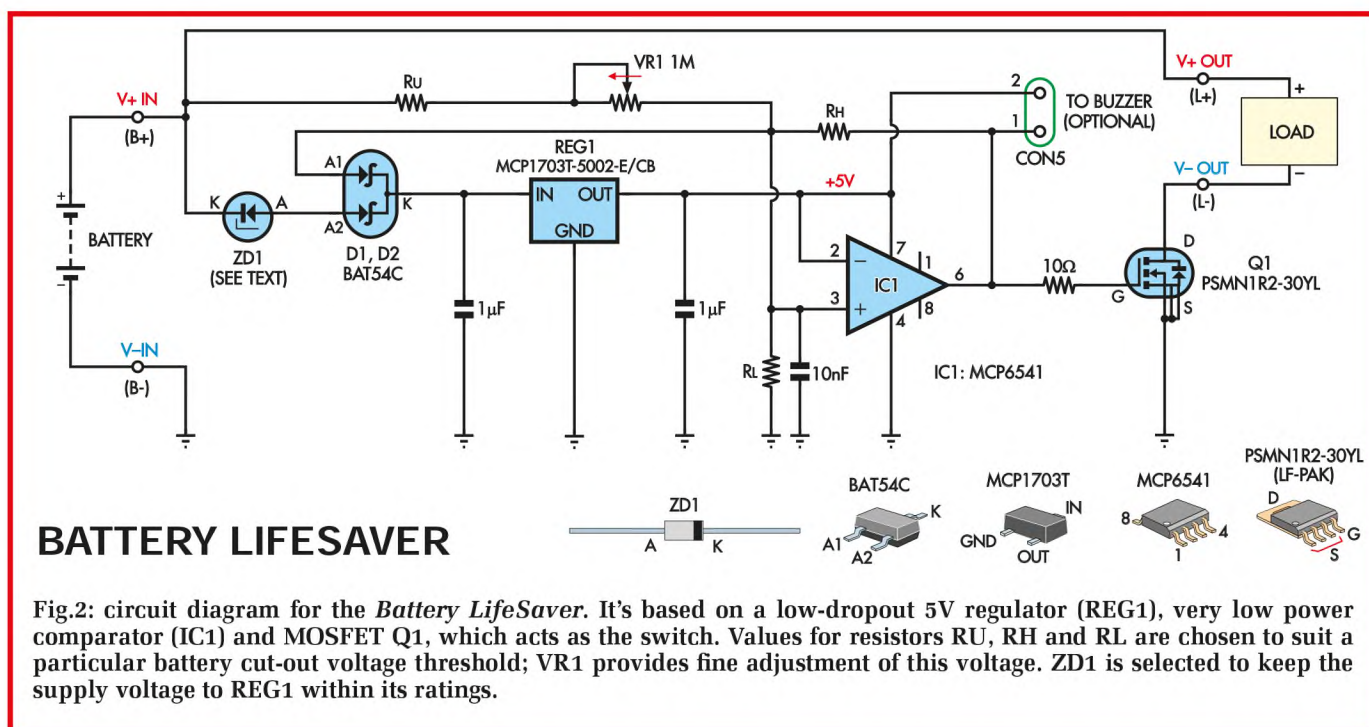 VR1 1M
RU
V+ IN
(B+)
V+ OUT
(L+)
2
1
TO BUZZER
(OPTIONAL)
CON5
RH
+
LOAD
–
REG1
MCP1703T-5002-E/CB
A1
IN OUT
GND
+5V
V– OUT
(L-)
K A
A2
K
+
BATTERY
–
ZD1
(SEE TEXT)
D1, D2
BAT54C
2 –
3 +
IC1
7
1
6
8
4
10Ω
D
G
S
Q1
PSMN1R2-30YL
1µF
1µF
V–IN
(B-)
RL
10nF
IC1: MCP6541
BATTERY LIFESAVER
ZD1
A K
BAT54C
K
A1
A2
MCP1703T
IN
GND
OUT
MCP6541
8
4
1
PSMN1R2-30YL
(LF-PAK)
D
G
S
Fig.2: circuit diagram for the Battery LifeSaver. It's based on a low-dropout 5V regulator (REG1), very low power
comparator (IC1) and MOSFET Q1, which acts as the switch. Values for resistors RU, RH and RL are chosen to suit a
particular battery cut-out voltage threshold; VR1 provides fine adjustment of this voltage. ZD1 is selected to keep the
supply voltage to REG1 within its ratings.